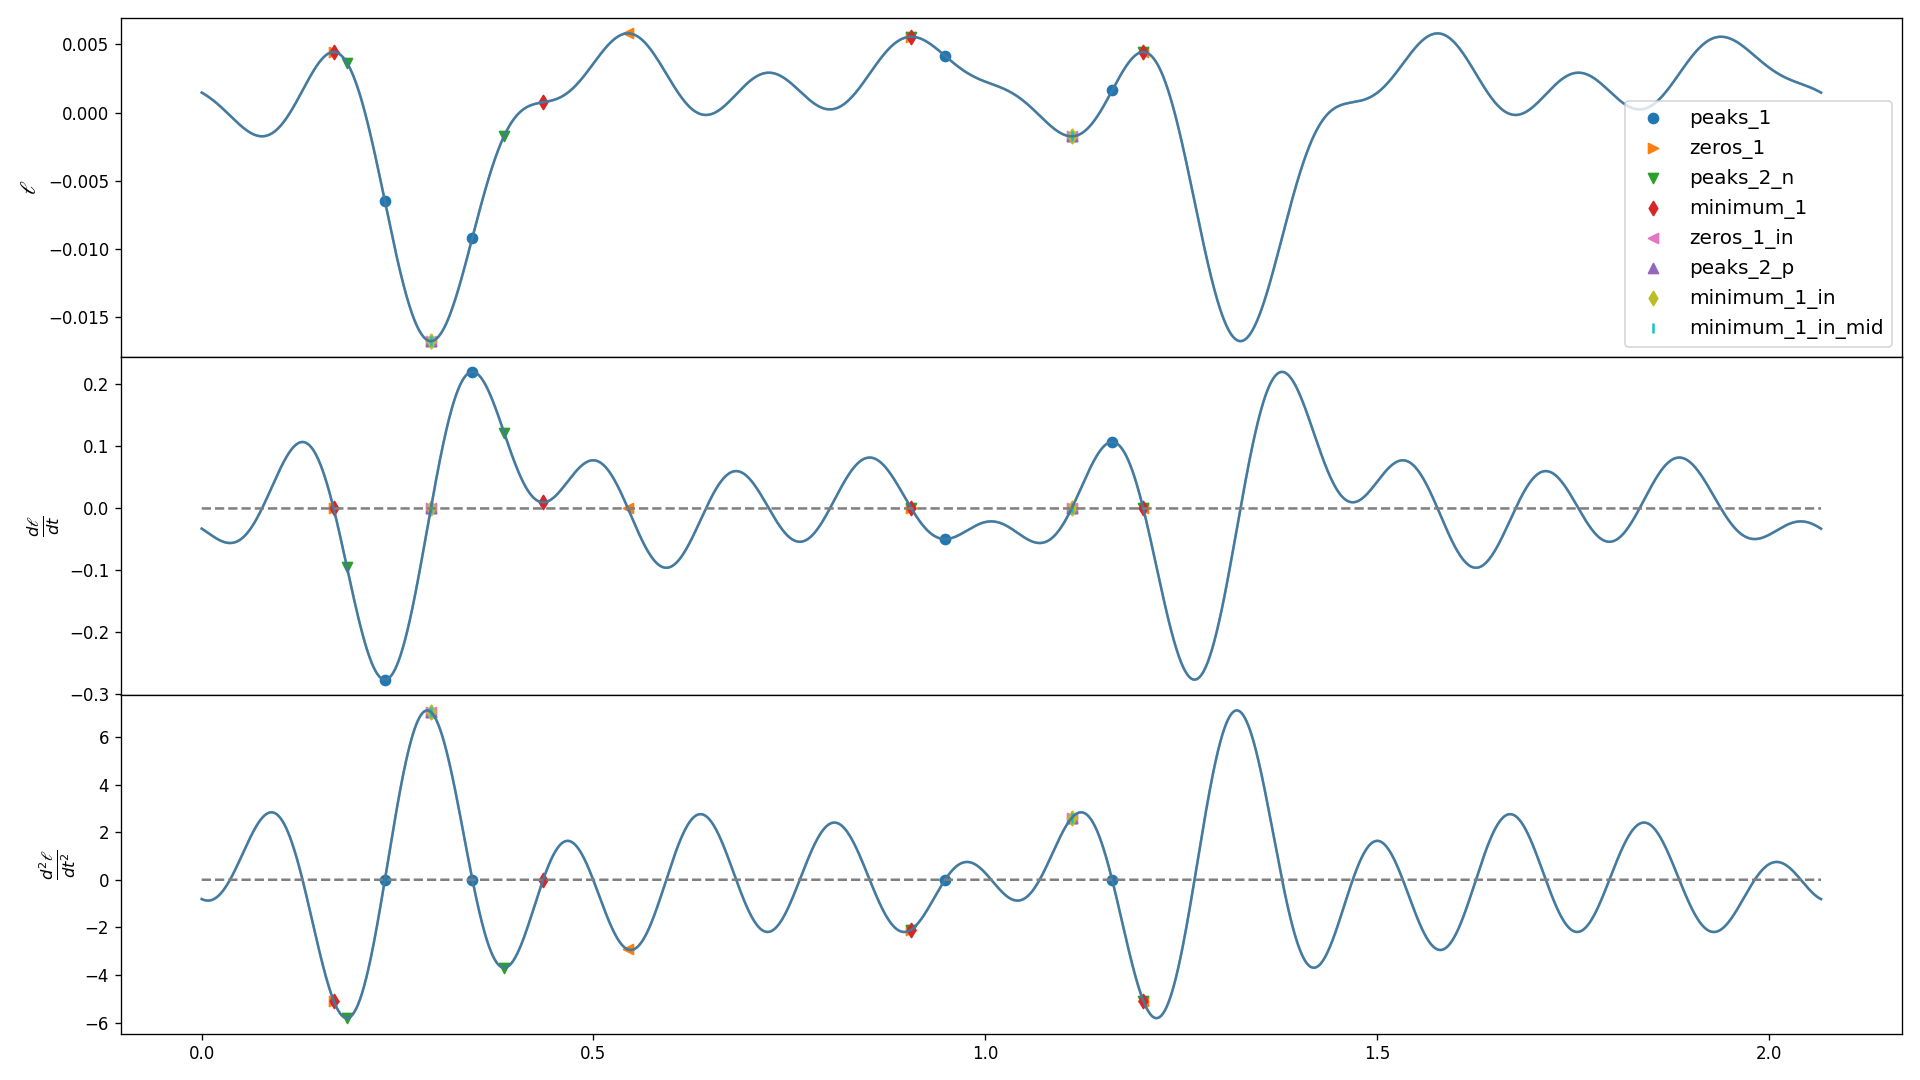 0.005
0.000
−0.005
−0.010
−0.015
ℓ
peaks_1
zeros_1
peaks_2_n
minimum_1
zeros_1_in
peaks_2_p
minimum_1_in
minimum_1_in_mid
0.2
0.1
0.0
−0.1
−0.2
−0.3
dℓ
dt
6
4
2
0
−2
−4
−6
d²ℓ
dt²
0.0 0.5 1.0 1.5 2.0